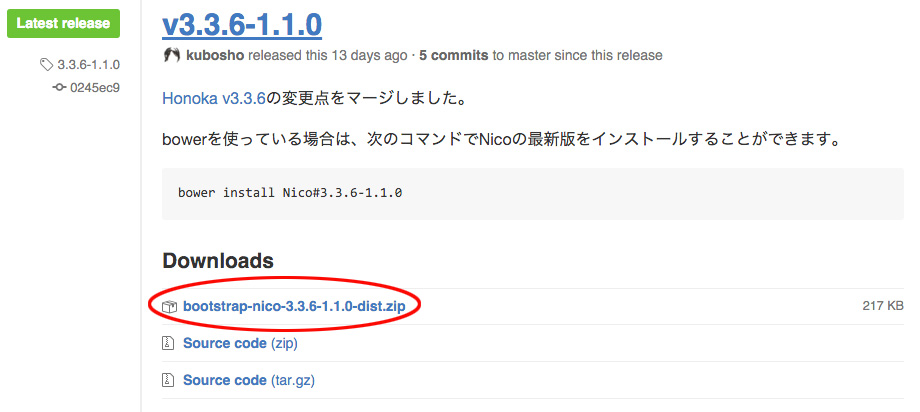 Latest release
3.3.6-1.1.0
0245ec9
v3.3.6-1.1.0
kubosho released this 13 days ago · 5 commits to master since this release
Honoka v3.3.6の変更点をマージしました。
bowerを使っている場合は、次のコマンドでNicoの最新版をインストールすることができます。
bower install Nico#3.3.6-1.1.0
Downloads
bootstrap-nico-3.3.6-1.1.0-dist.zip 217 KB
Source code (zip)
Source code (tar.gz)